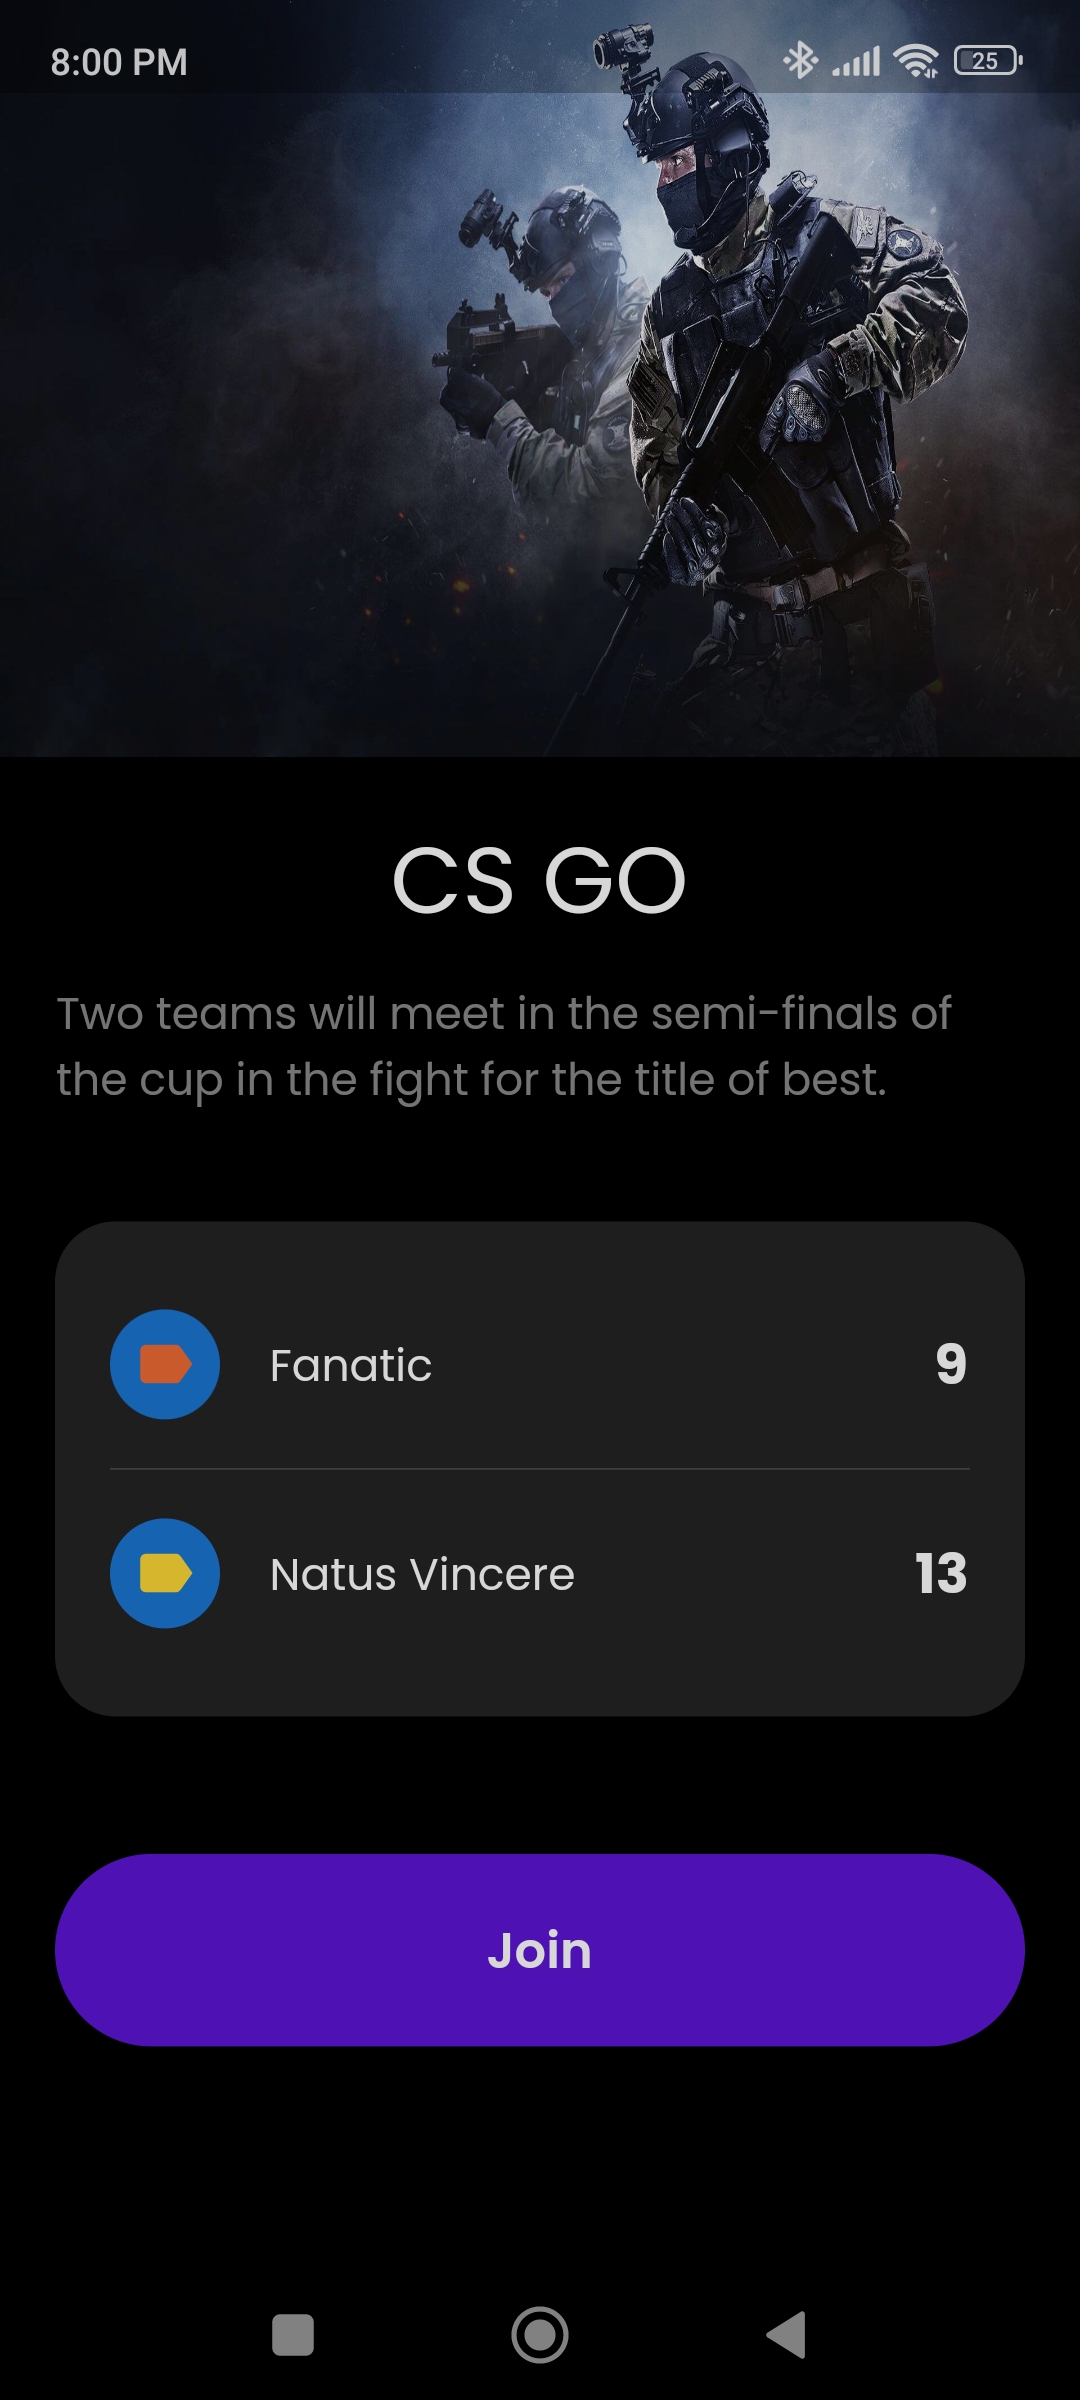 8:00 PM
25
CS GO
Two teams will meet in the semi-finals of
the cup in the fight for the title of best.
Fanatic 9
Natus Vincere 13
Join